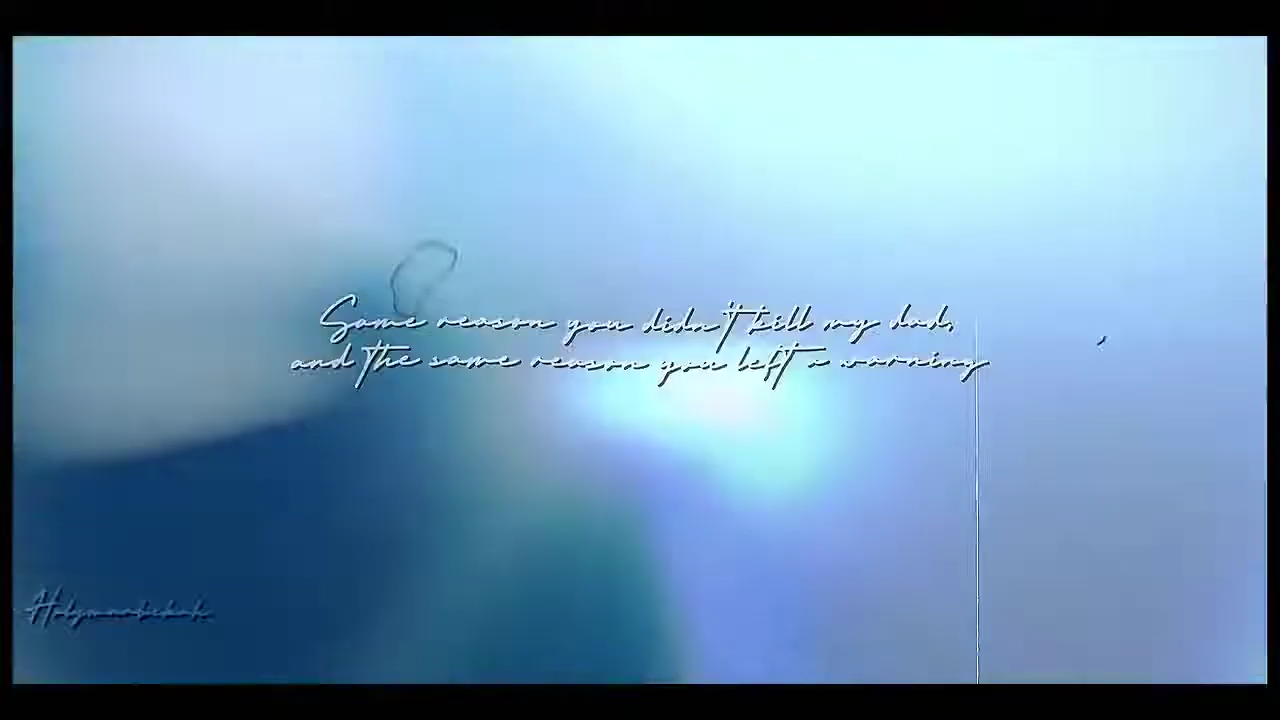 Same reason you didn't kill my dad,
and the same reason you left a warning